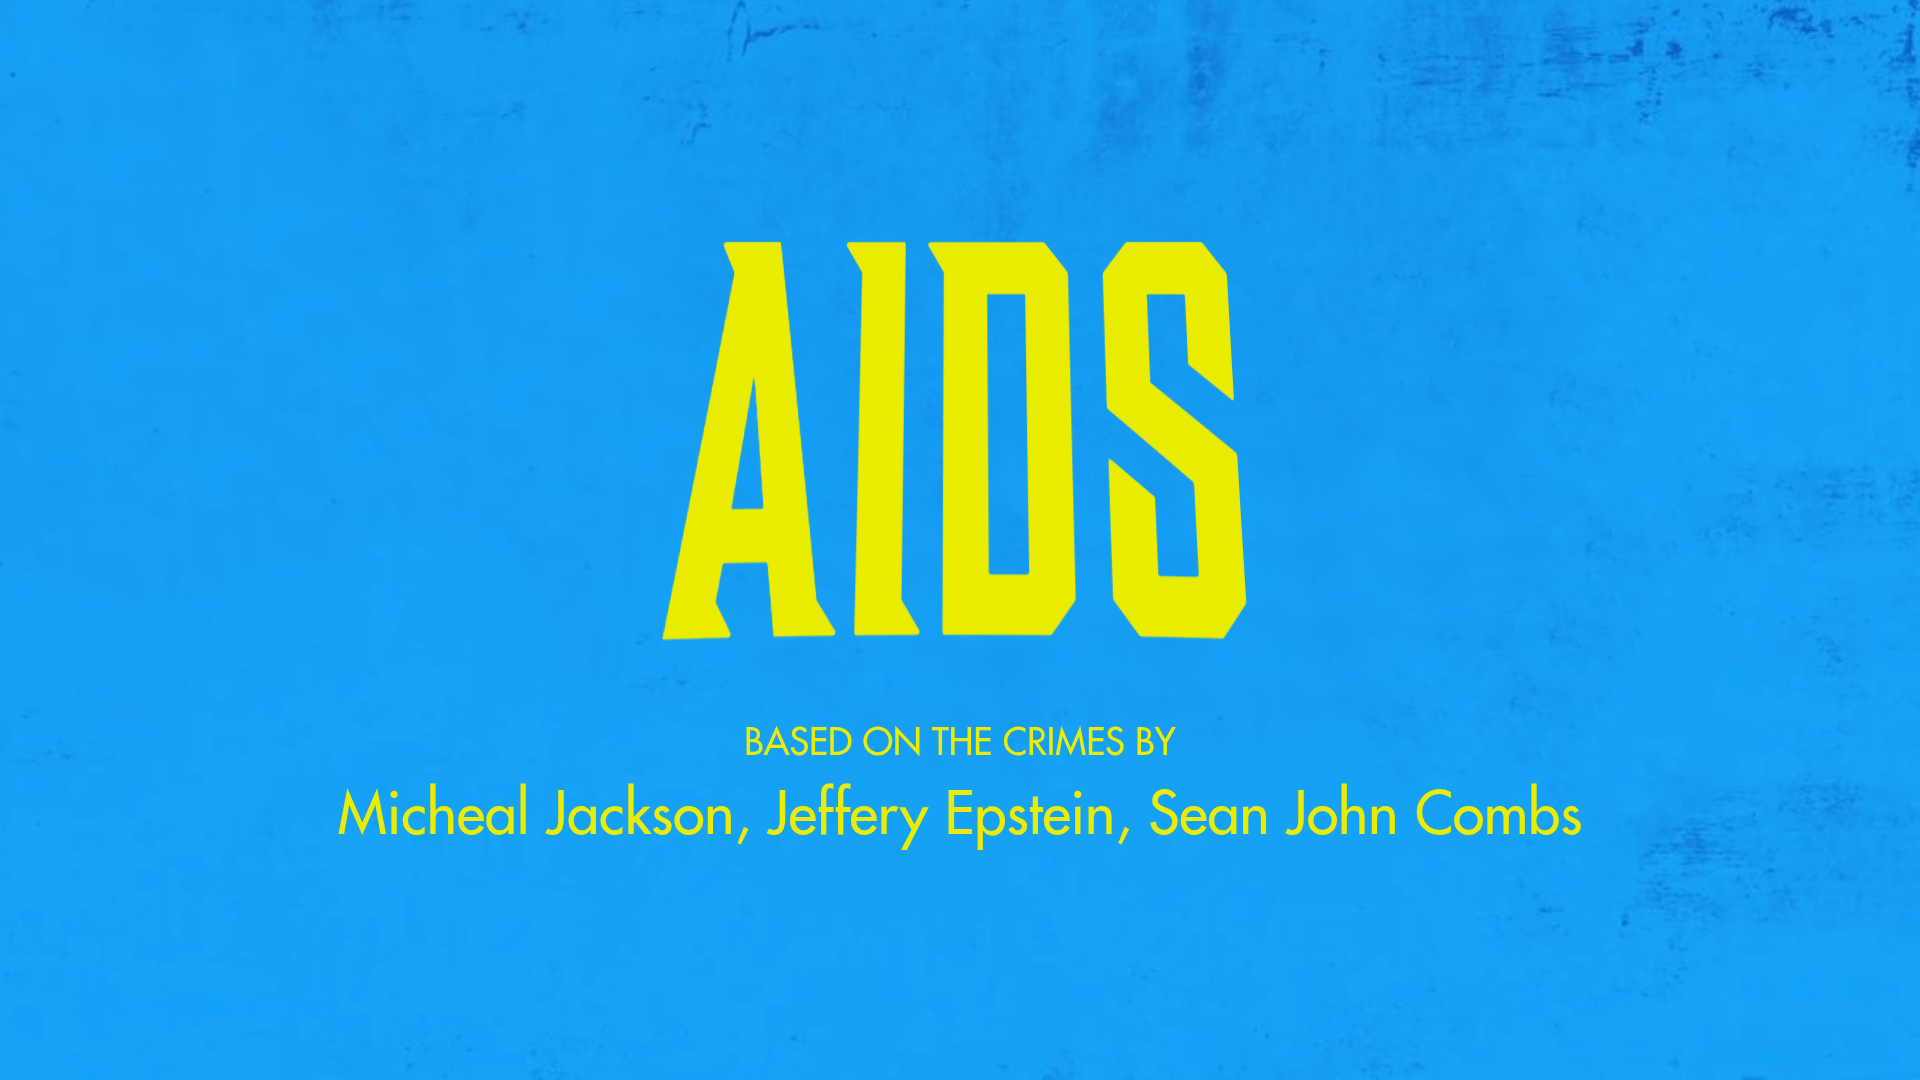 AIDS
BASED ON THE CRIMES BY
Micheal Jackson, Jeffery Epstein, Sean John Combs